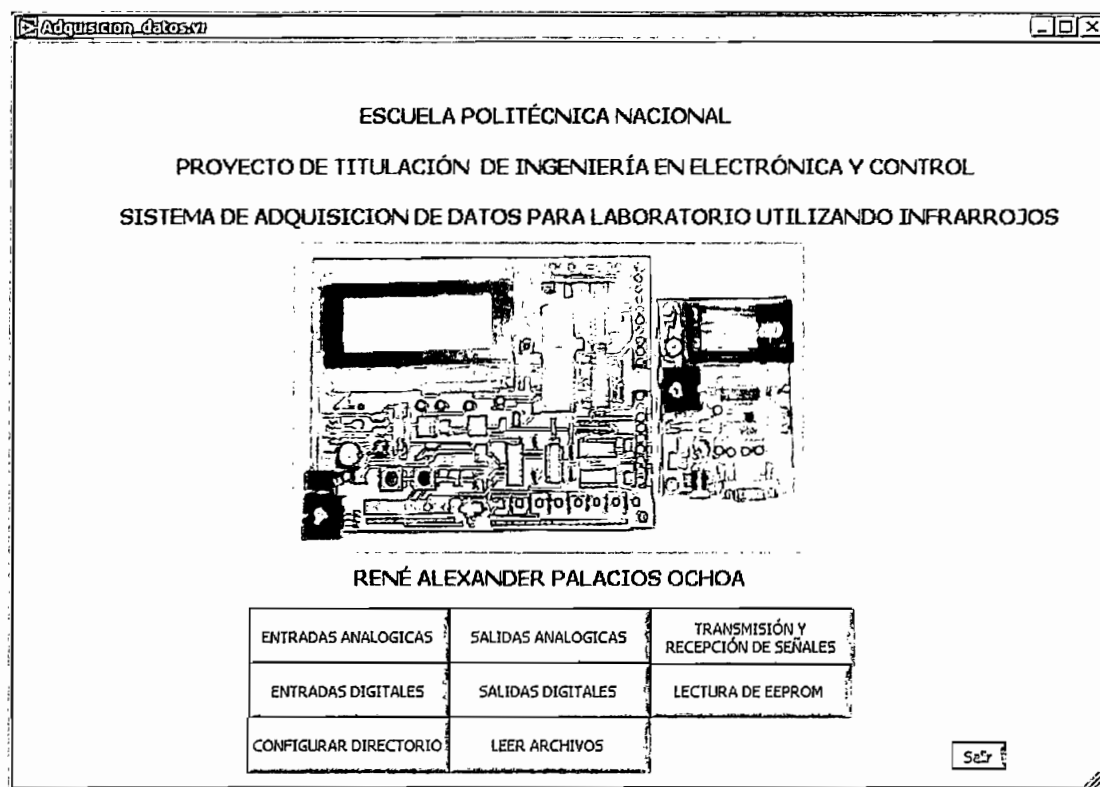 Adquisicion_datos.vi
ESCUELA POLITÉCNICA NACIONAL
PROYECTO DE TITULACIÓN DE INGENIERÍA EN ELECTRÓNICA Y CONTROL
SISTEMA DE ADQUISICION DE DATOS PARA LABORATORIO UTILIZANDO INFRARROJOS
RENÉ ALEXANDER PALACIOS OCHOA
ENTRADAS ANALOGICAS
SALIDAS ANALOGICAS
TRANSMISIÓN Y
RECEPCIÓN DE SEÑALES
ENTRADAS DIGITALES
SALIDAS DIGITALES
LECTURA DE EEPROM
CONFIGURAR DIRECTORIO
LEER ARCHIVOS
Salir